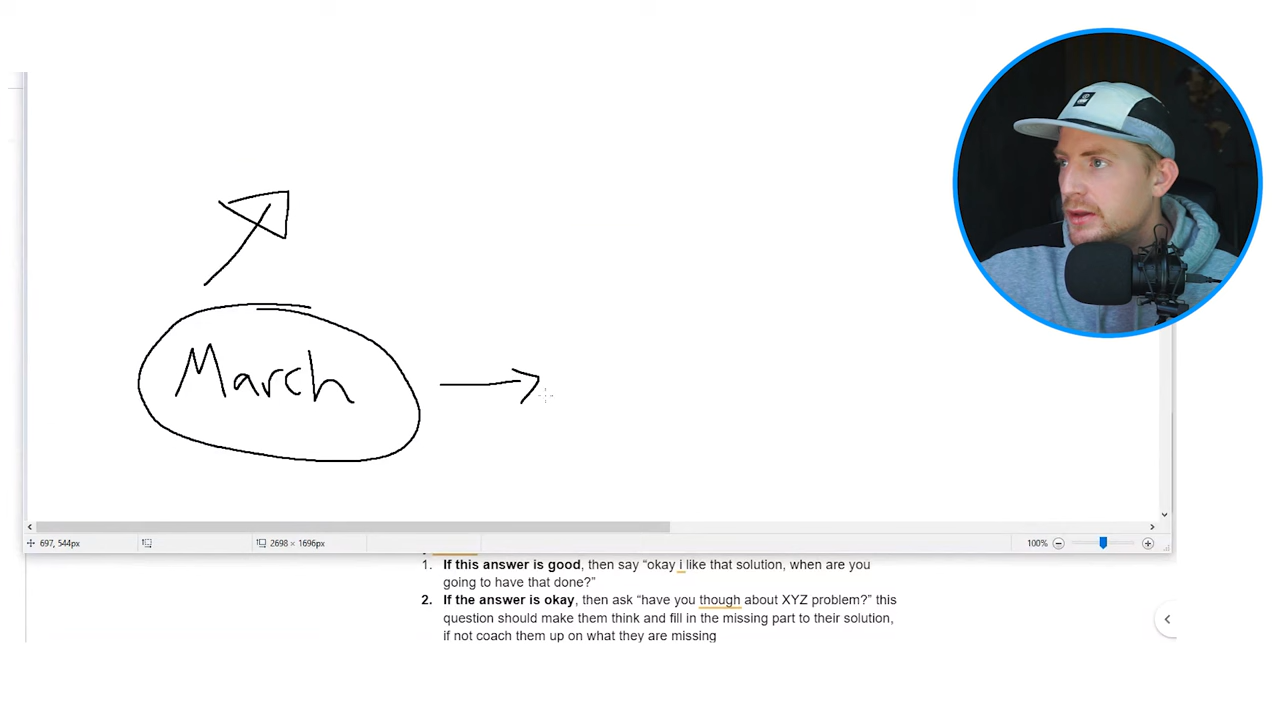 March
697, 544px
2698 × 1696px
100%
1. If this answer is good, then say “okay i like that solution, when are you
going to have that done?”
2. If the answer is okay, then ask “have you though about XYZ problem?” this
question should make them think and fill in the missing part to their solution,
if not coach them up on what they are missing